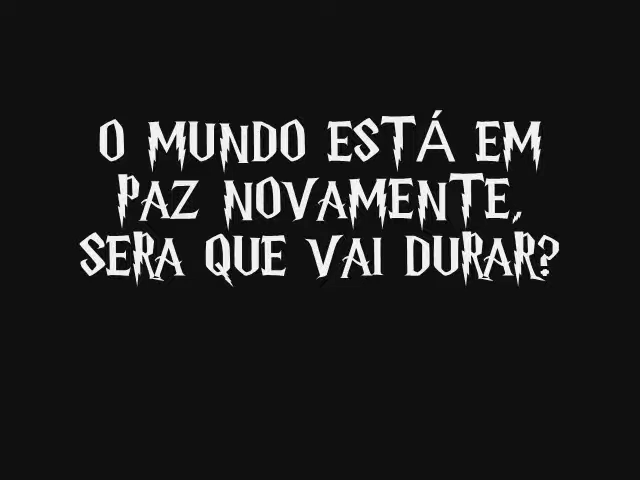 O MUNDO ESTÁ EM
PAZ NOVAMENTE,
SERA QUE VAI DURAR?